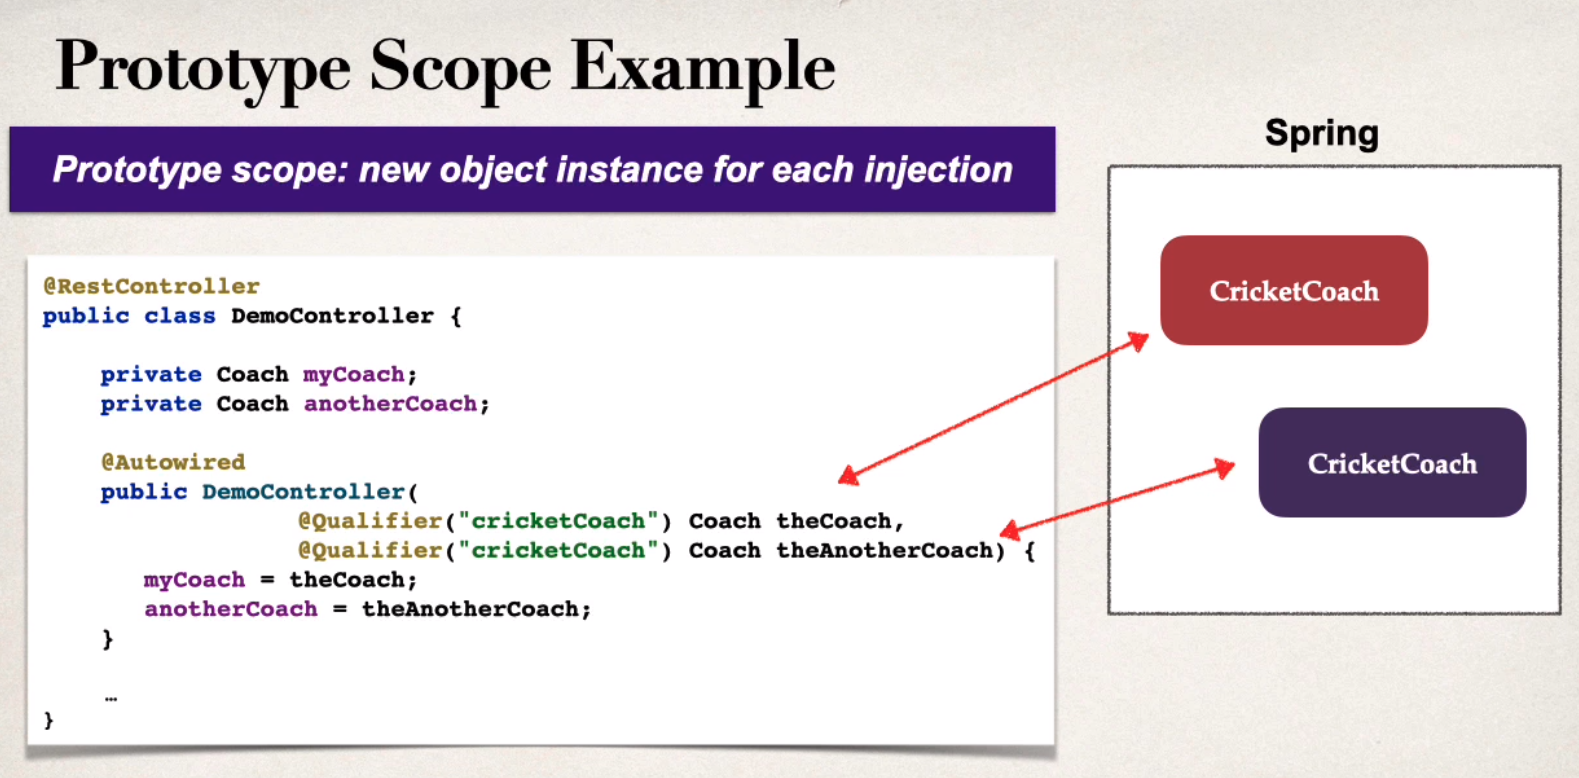 Prototype Scope Example
Prototype scope: new object instance for each injection
@RestController
public class DemoController {
private Coach myCoach;
private Coach anotherCoach;
@Autowired
public DemoController(
@Qualifier("cricketCoach") Coach theCoach,
@Qualifier("cricketCoach") Coach theAnotherCoach) {
myCoach = theCoach;
anotherCoach = theAnotherCoach;
}
…
}
Spring
CricketCoach
CricketCoach